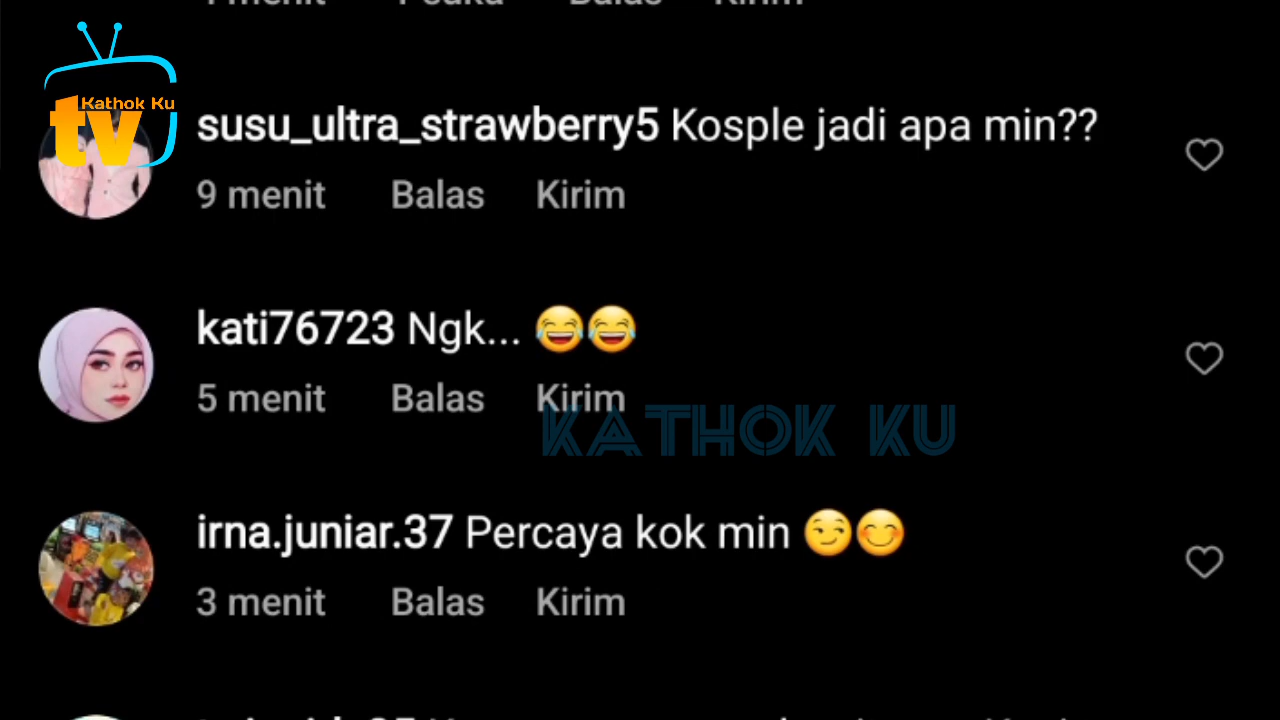 Kathok Ku
tv
susu_ultra_strawberry5 Kosple jadi apa min??
9 menit Balas Kirim
kati76723 Ngk... 😂😂
5 menit Balas Kirim
KATHOK KU
irna.juniar.37 Percaya kok min 😏😊
3 menit Balas Kirim